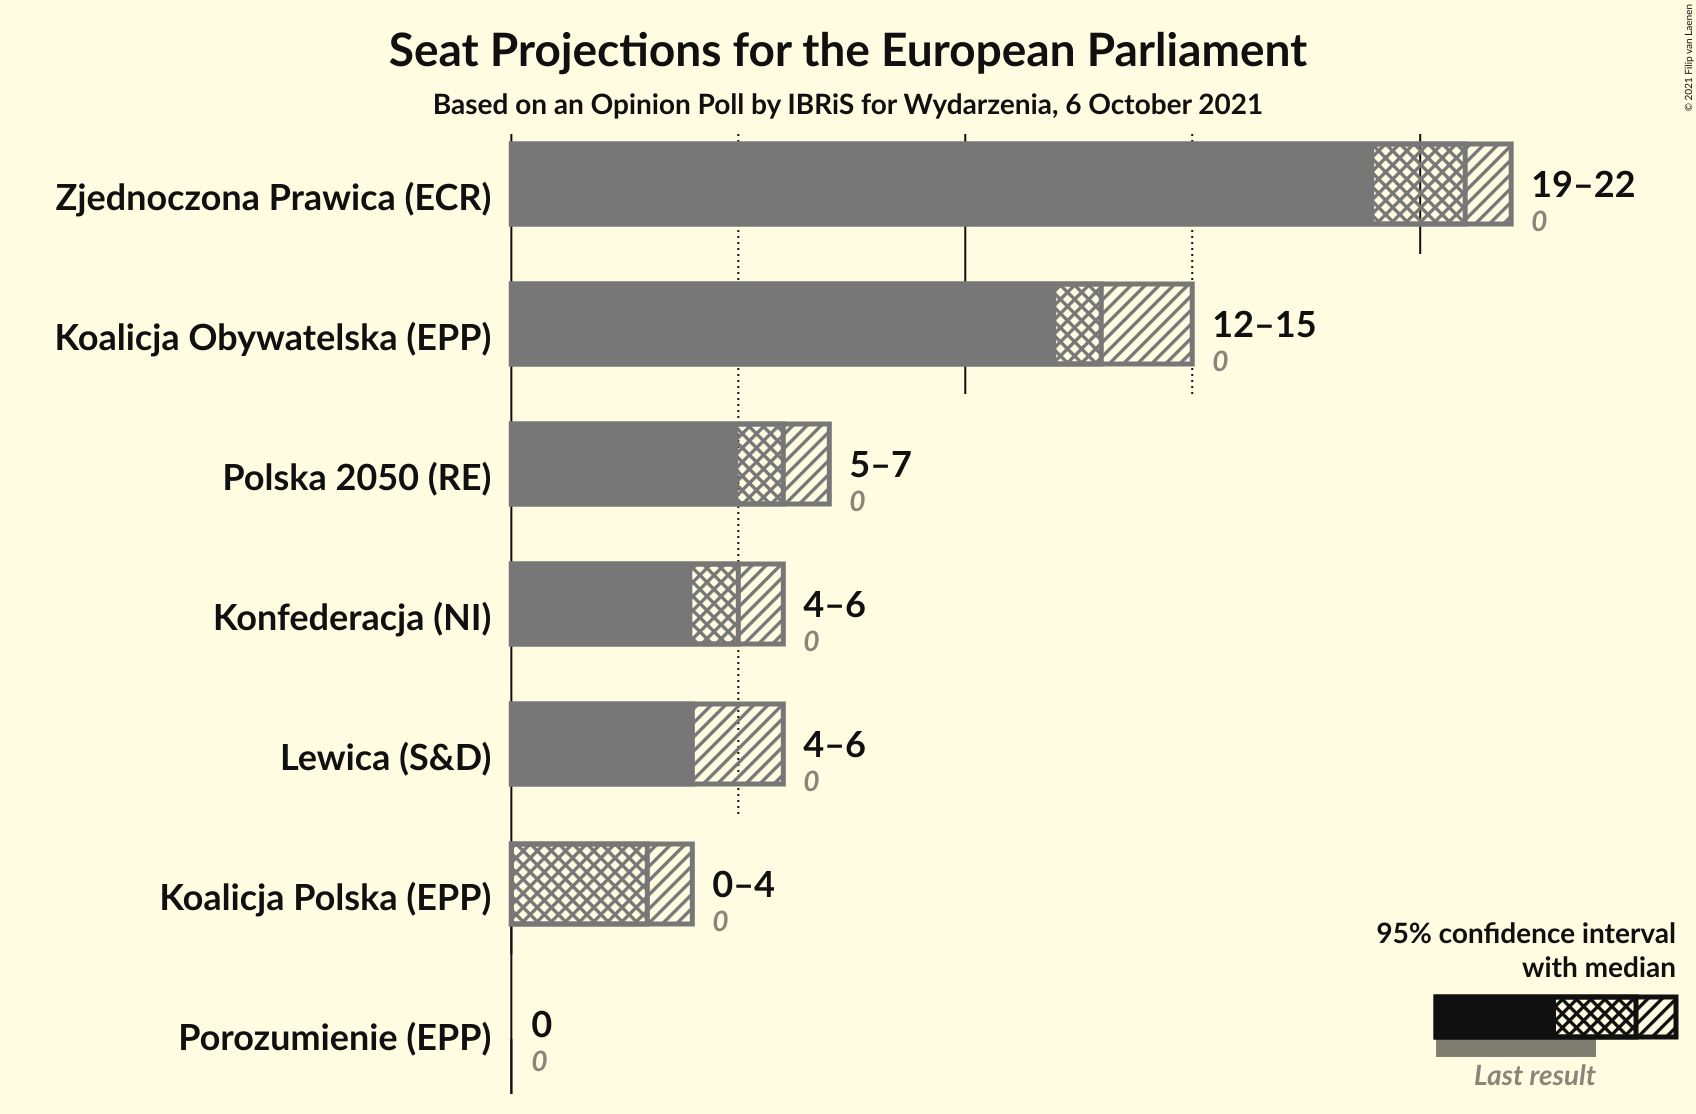 Seat Projections for the European Parliament
Based on an Opinion Poll by IBRiS for Wydarzenia, 6 October 2021
© 2021 Filip van Laenen
Zjednoczona Prawica (ECR)
19–22
0
Koalicja Obywatelska (EPP)
12–15
0
Polska 2050 (RE)
5–7
0
Konfederacja (NI)
4–6
0
Lewica (S&D)
4–6
0
Koalicja Polska (EPP)
0–4
0
Porozumienie (EPP)
0
0
95% confidence interval
with median
Last result